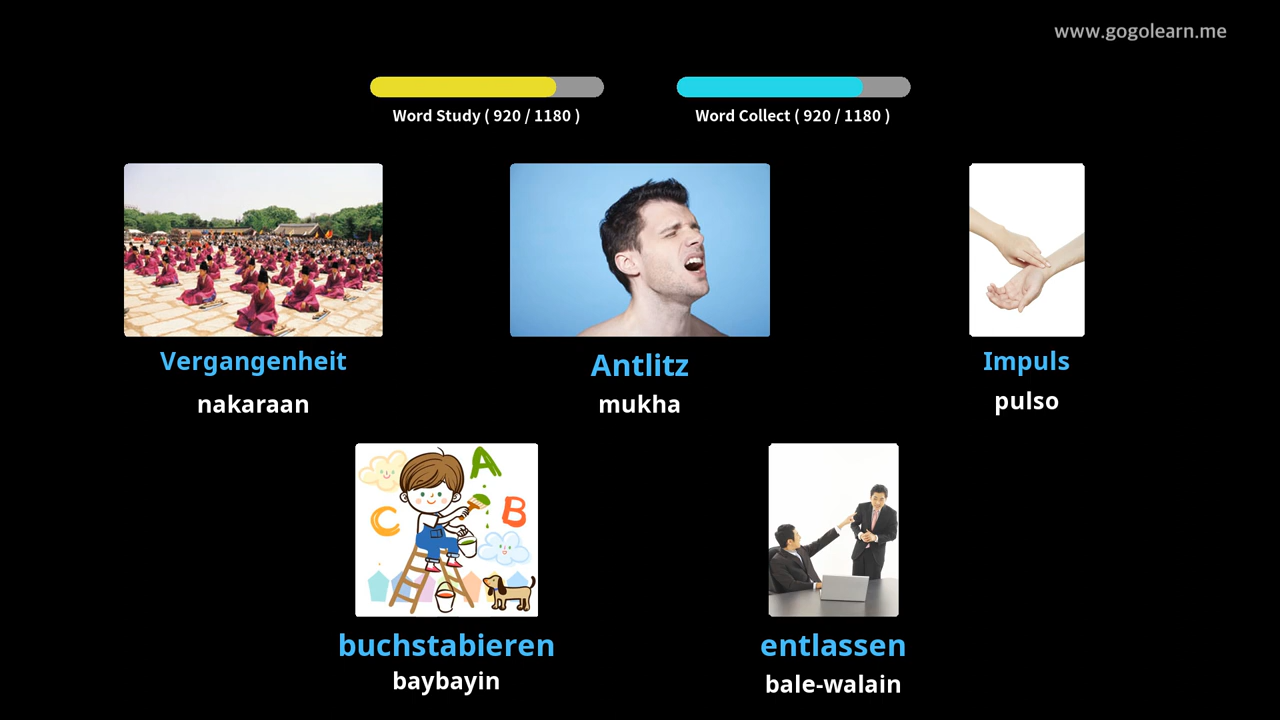 www.gogolearn.me
Word Study ( 920 / 1180 )
Word Collect ( 920 / 1180 )
Vergangenheit
nakaraan
Antlitz
mukha
Impuls
pulso
A
B
C
buchstabieren
baybayin
entlassen
bale-walain